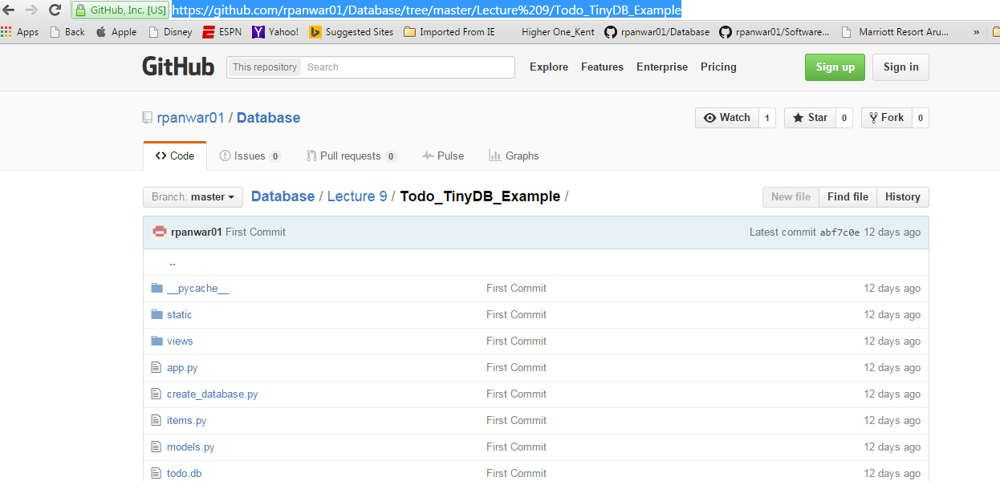 GitHub, Inc. [US] https://github.com/rpanwar01/Database/tree/master/Lecture%209/Todo_TinyDB_Example
Apps Back Apple Disney ESPN Yahoo! Suggested Sites Imported From IE Higher One_Kent rpanwar01/Database rpanwar01/Software... Marriott Resort Aru... »
GitHub This repository Search Explore Features Enterprise Pricing Sign up Sign in
rpanwar01 / Database Watch 1 Star 0 Fork 0
Code Issues 0 Pull requests 0 Pulse Graphs
Branch: master Database / Lecture 9 / Todo_TinyDB_Example / New file Find file History
rpanwar01 First Commit Latest commit abf7c0e 12 days ago
..
__pycache__ First Commit 12 days ago
static First Commit 12 days ago
views First Commit 12 days ago
app.py First Commit 12 days ago
create_database.py First Commit 12 days ago
items.py First Commit 12 days ago
models.py First Commit 12 days ago
todo.db First Commit 12 days ago